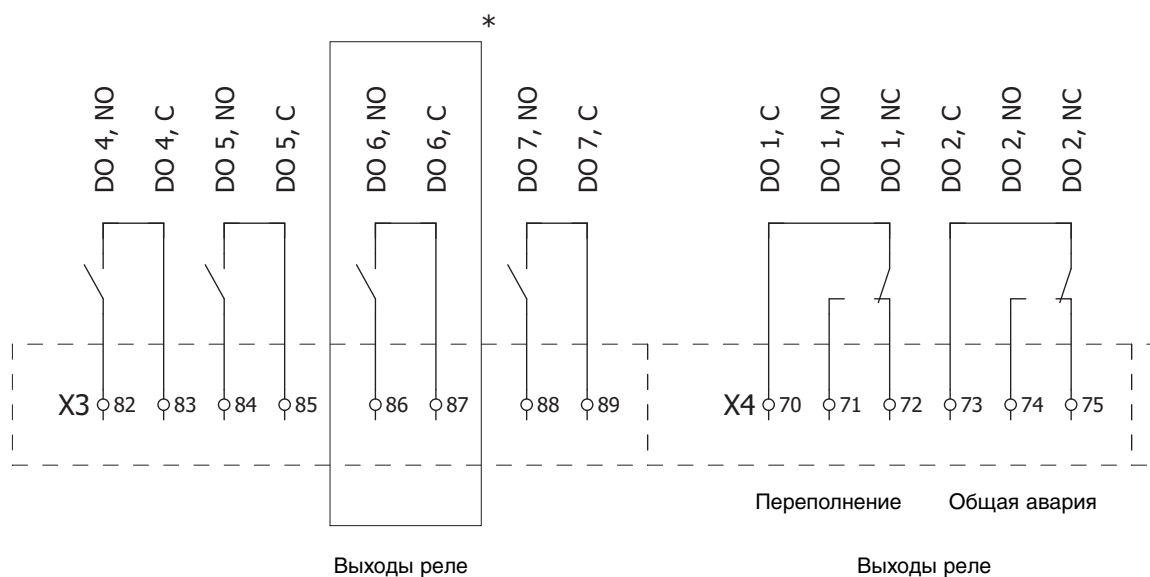 *
DO 4, NO
DO 4, C
DO 5, NO
DO 5, C
DO 6, NO
DO 6, C
DO 7, NO
DO 7, C
DO 1, C
DO 1, NO
DO 1, NC
DO 2, C
DO 2, NO
DO 2, NC
X3 82 83 84 85 86 87 88 89
X4 70 71 72 73 74 75
Переполнение
Общая авария
Выходы реле
Выходы реле